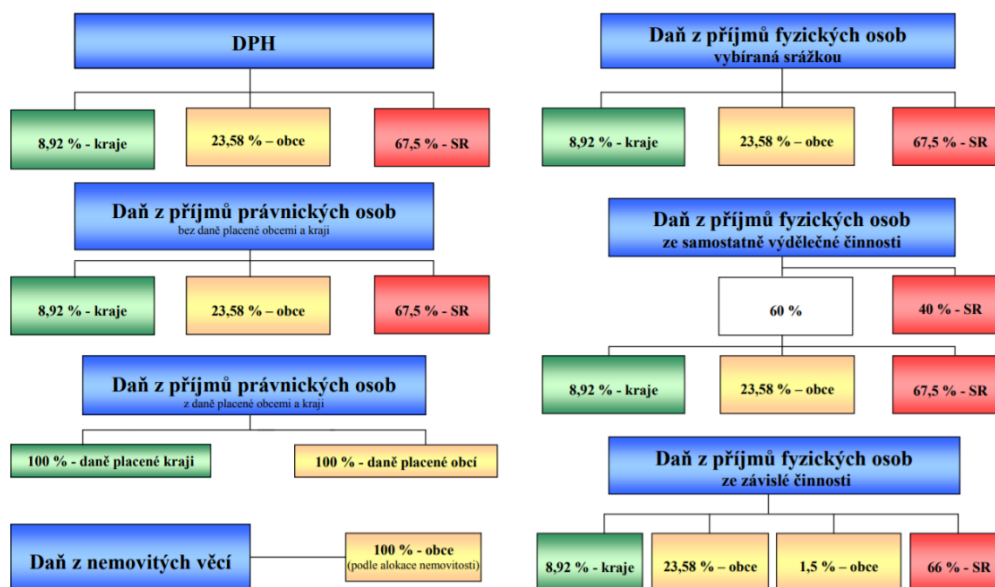 DPH
8,92 % - kraje
23,58 % – obce
67,5 % - SR
Daň z příjmů právnických osob
bez daně placené obcemi a kraji
8,92 % - kraje
23,58 % – obce
67,5 % - SR
Daň z příjmů právnických osob
z daně placené obcemi a kraji
100 % - daně placené kraji
100 % - daně placené obcí
Daň z nemovitých věcí
100 % - obce
(podle alokace nemovitosti)
Daň z příjmů fyzických osob
vybíraná srážkou
8,92 % - kraje
23,58 % – obce
67,5 % - SR
Daň z příjmů fyzických osob
ze samostatně výdělečné činnosti
60 %
40 % - SR
8,92 % - kraje
23,58 % – obce
67,5 % - SR
Daň z příjmů fyzických osob
ze závislé činnosti
8,92 % - kraje
23,58 % – obce
1,5 % – obce
66 % - SR